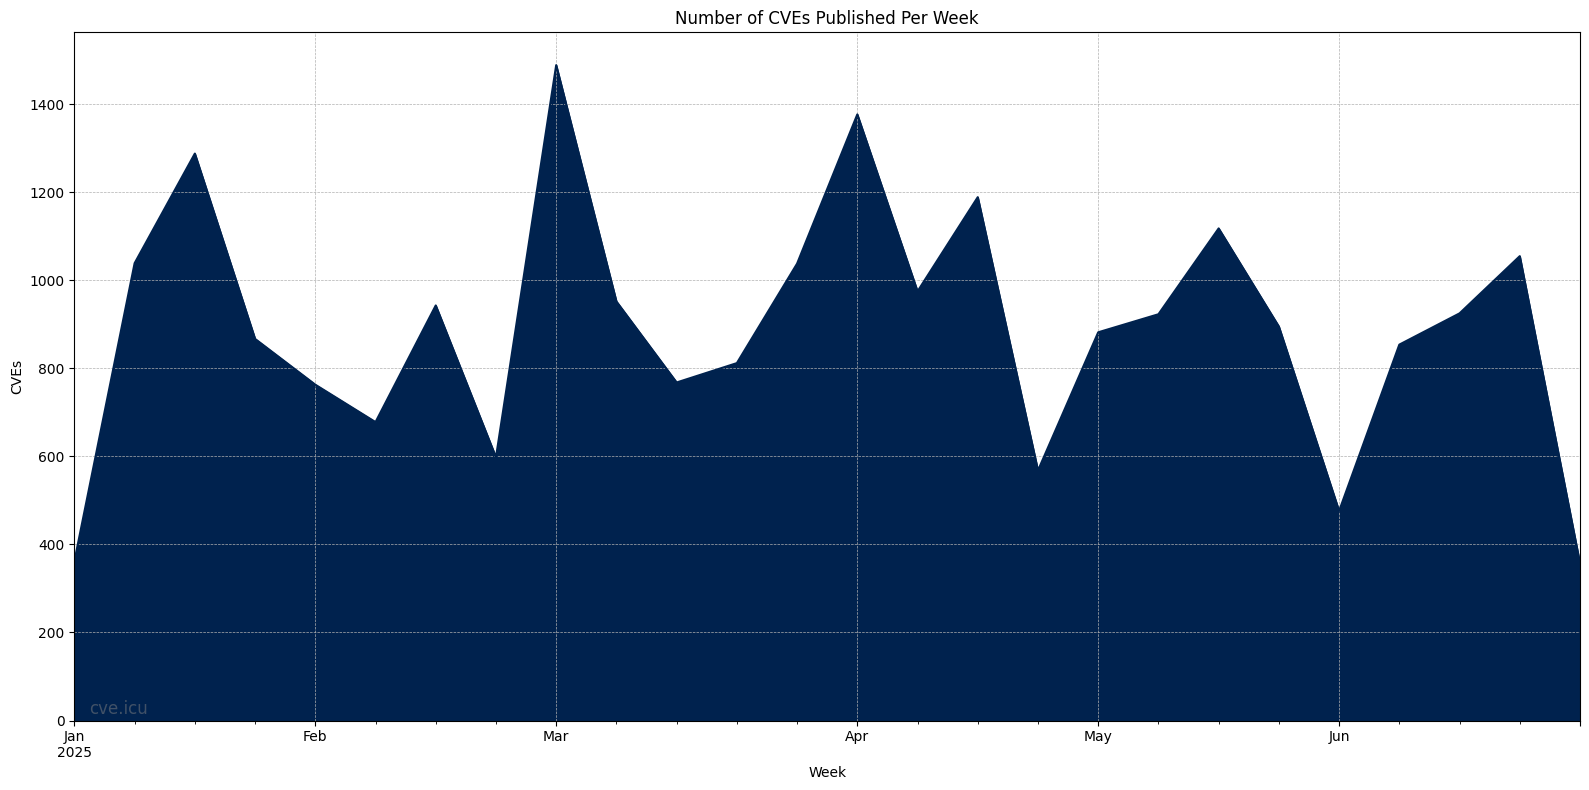 Number of CVEs Published Per Week
1400
1200
1000
800
600
400
200
0
CVEs
cve.icu
Jan Feb Mar Apr May Jun
2025
Week